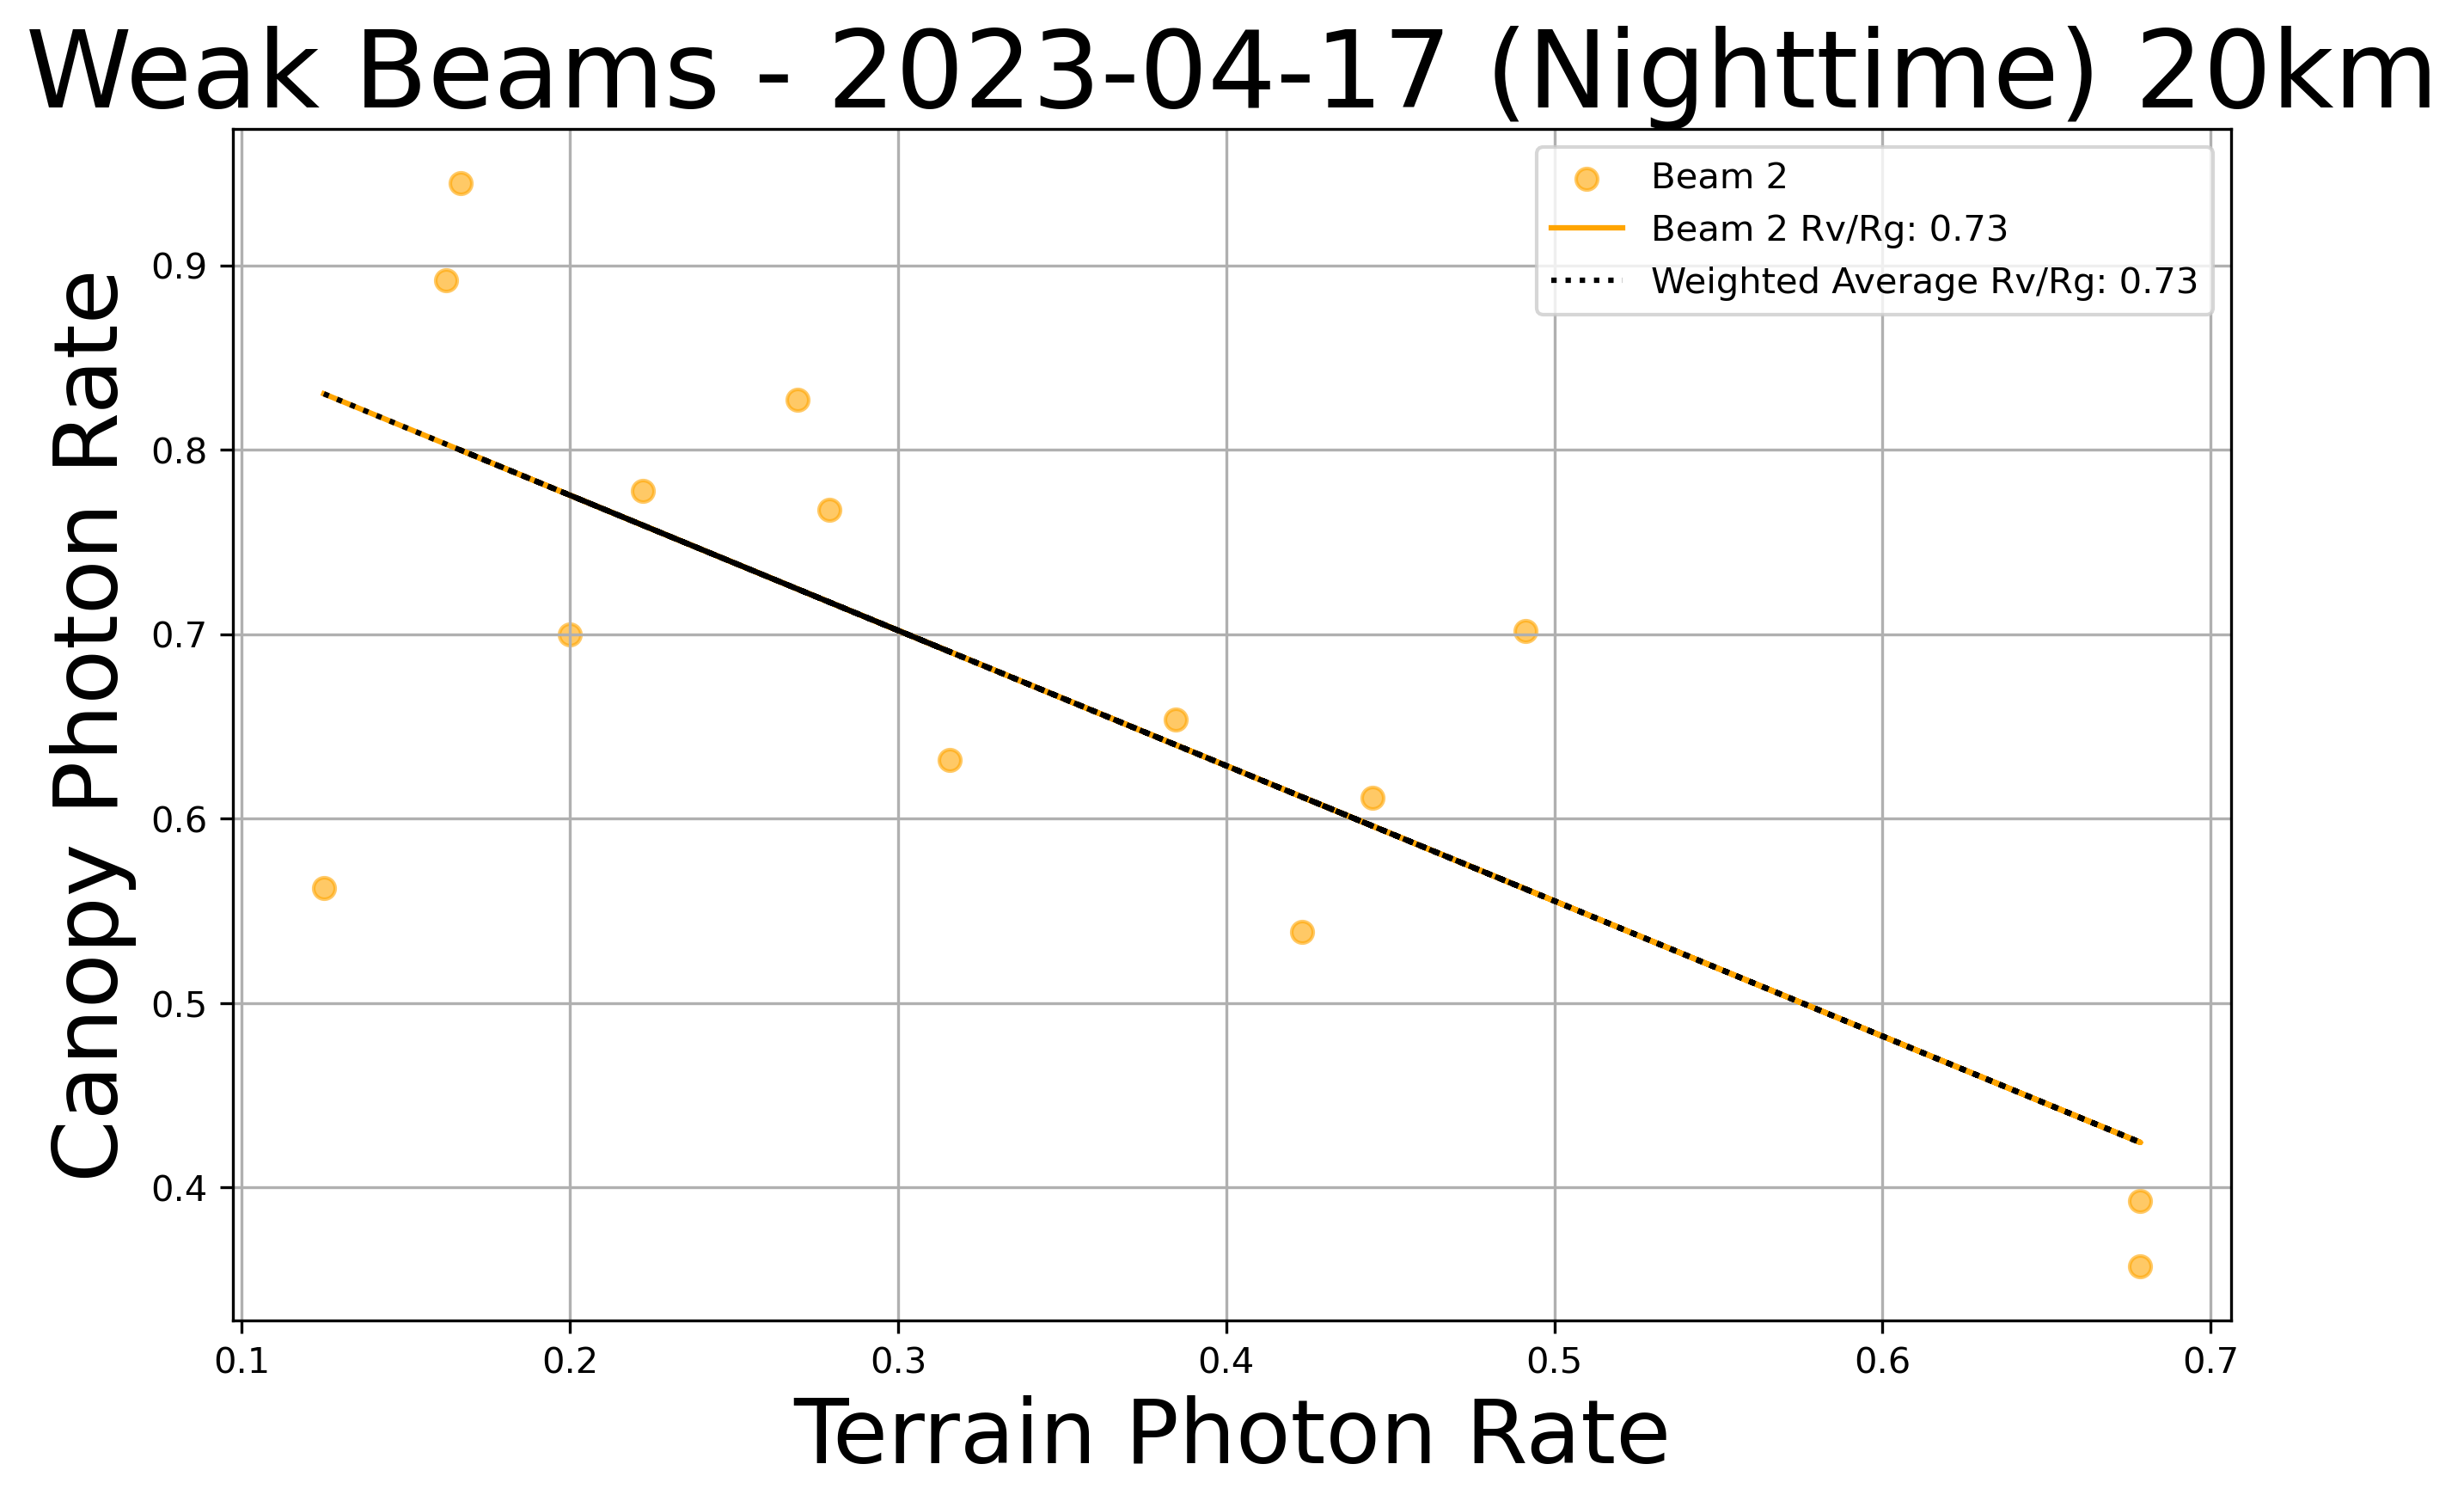 Weak Beams - 2023-04-17 (Nighttime) 20km
Beam 2
Beam 2 Rv/Rg: 0.73
Weighted Average Rv/Rg: 0.73
Canopy Photon Rate
0.9
0.8
0.7
0.6
0.5
0.4
0.1 0.2 0.3 0.4 0.5 0.6 0.7
Terrain Photon Rate